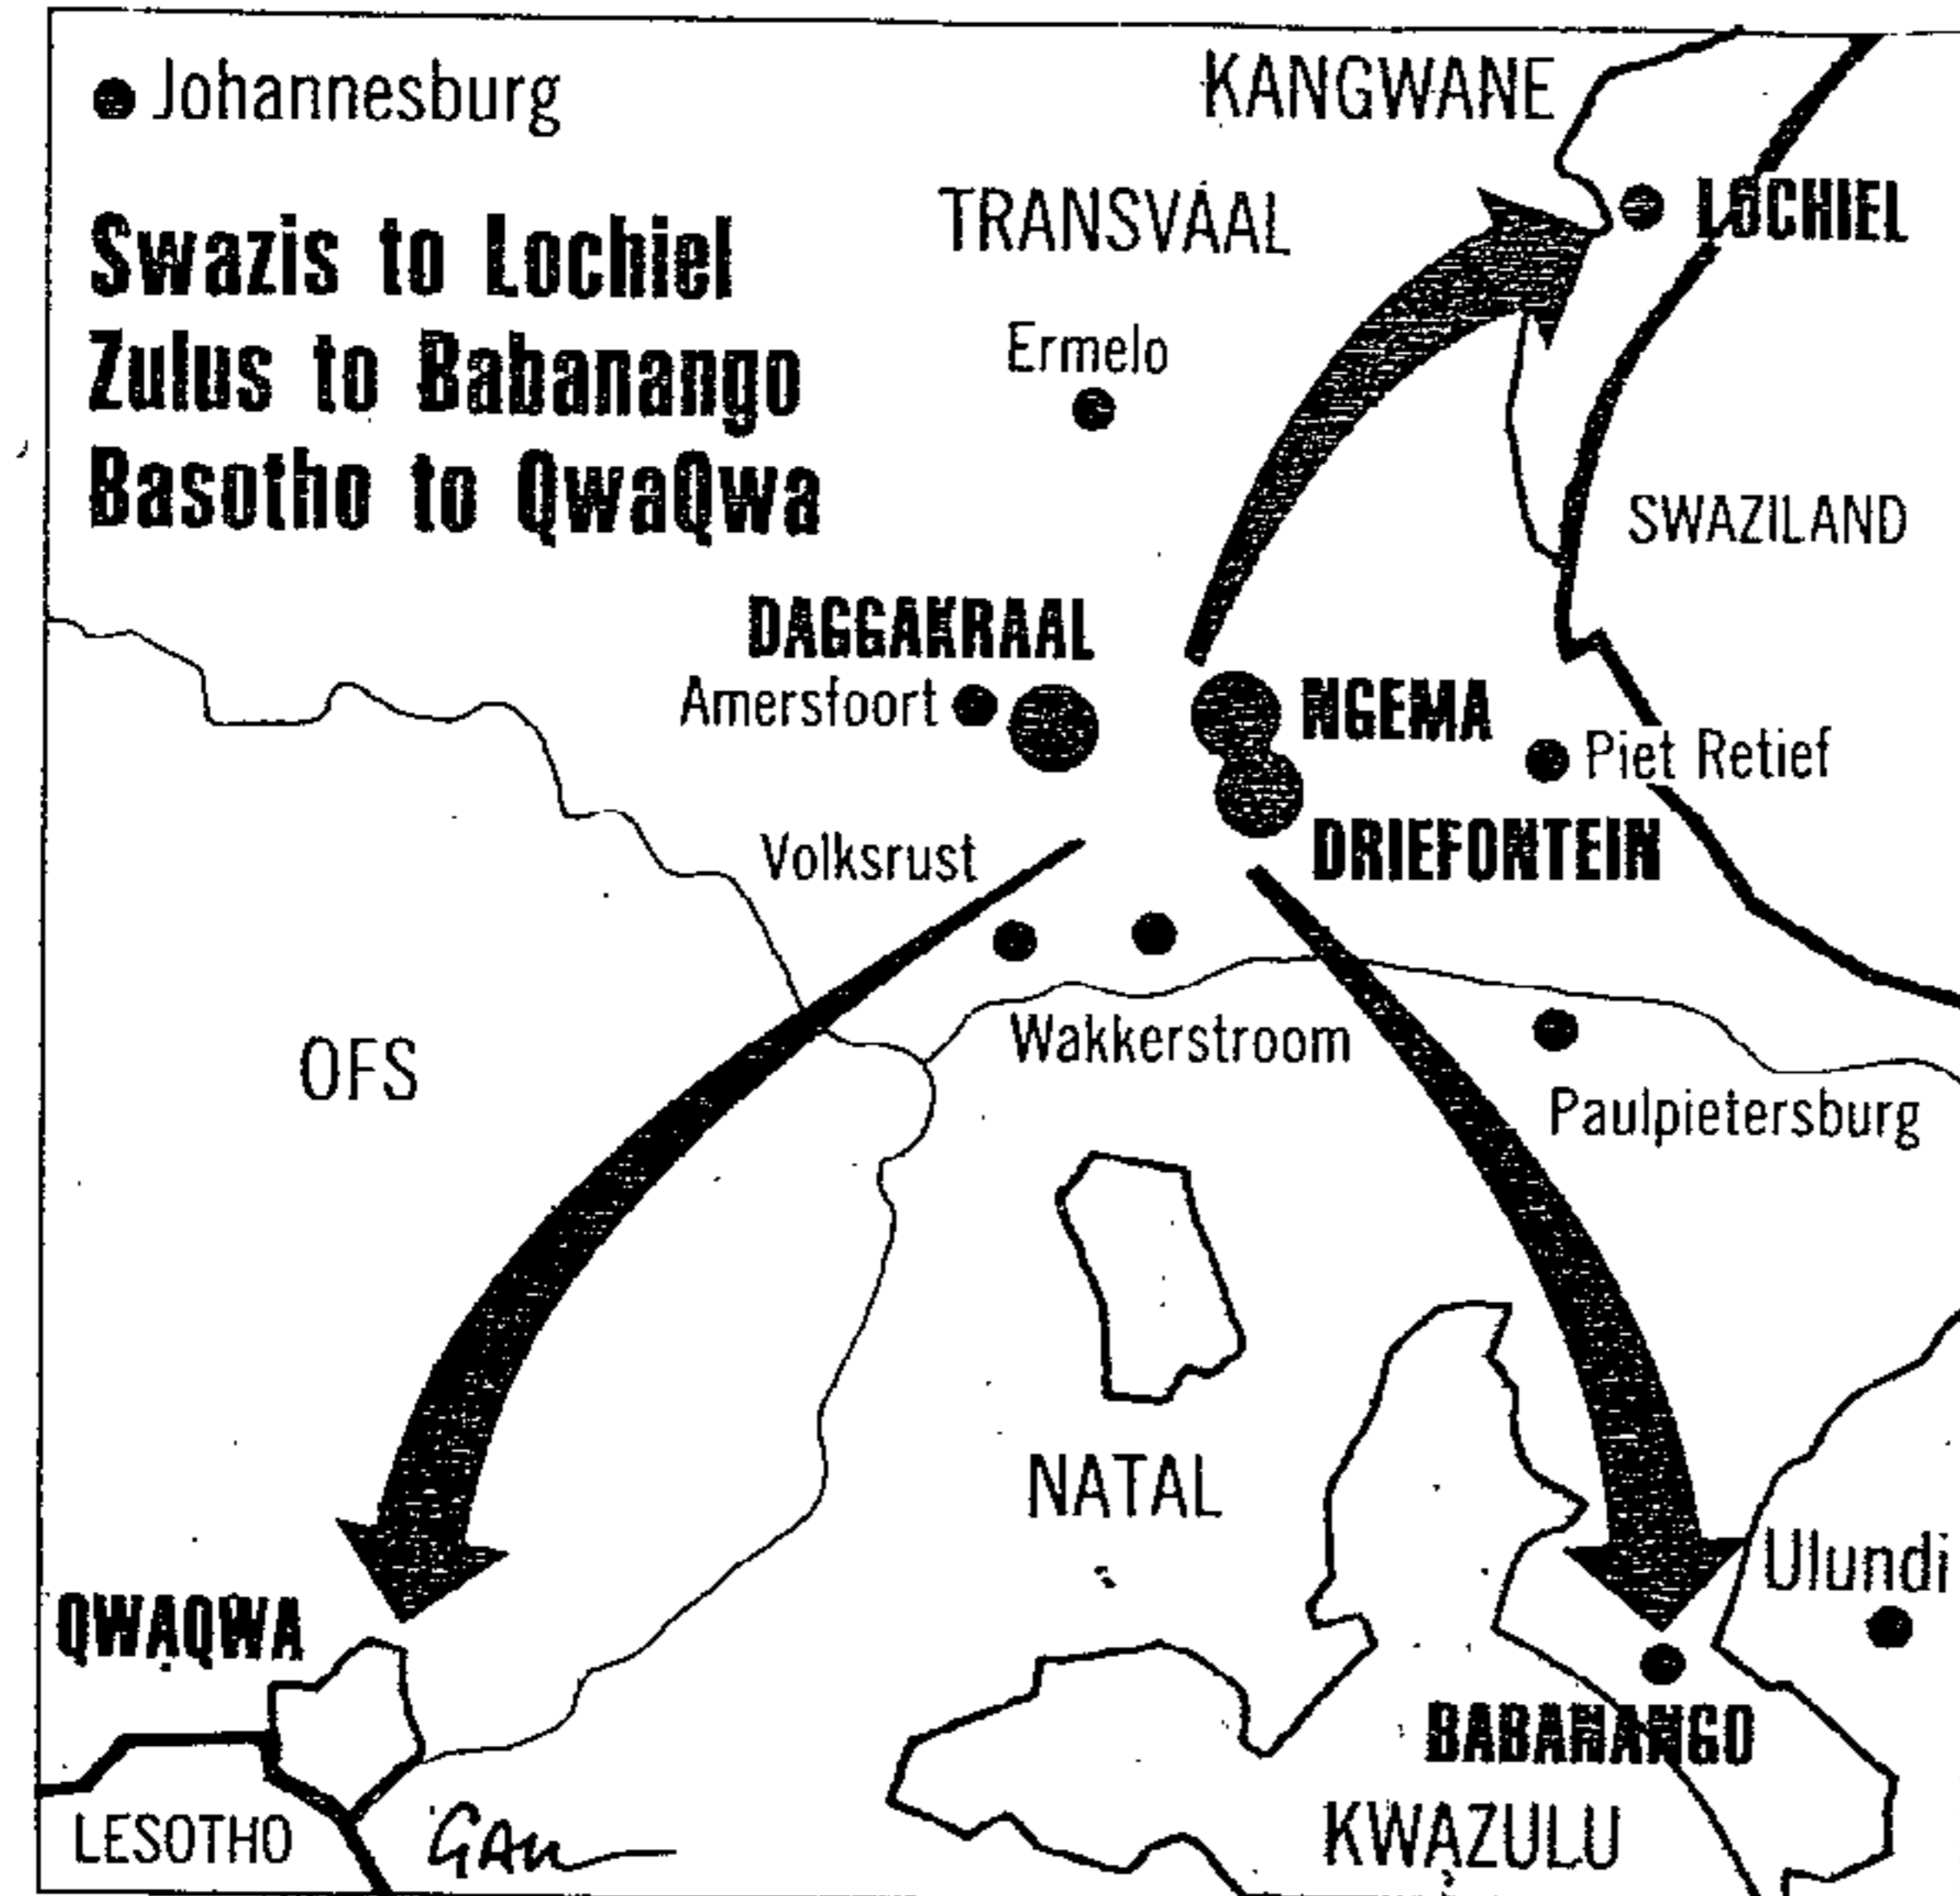 Johannesburg
KANGWANE
LOCHIEL
TRANSVAAL
Swazis to Lochiel
Zulus to Babanango
Basotho to QwaQwa
Ermelo
SWAZILAND
DAGGAKRAAL
Amersfoort
NGEMA
Piet Retief
DRIEFONTEIN
Volksrust
Wakkerstroom
OFS
Paulpietersburg
NATAL
Ulundi
QWAQWA
BABANANGO
KWAZULU
LESOTHO